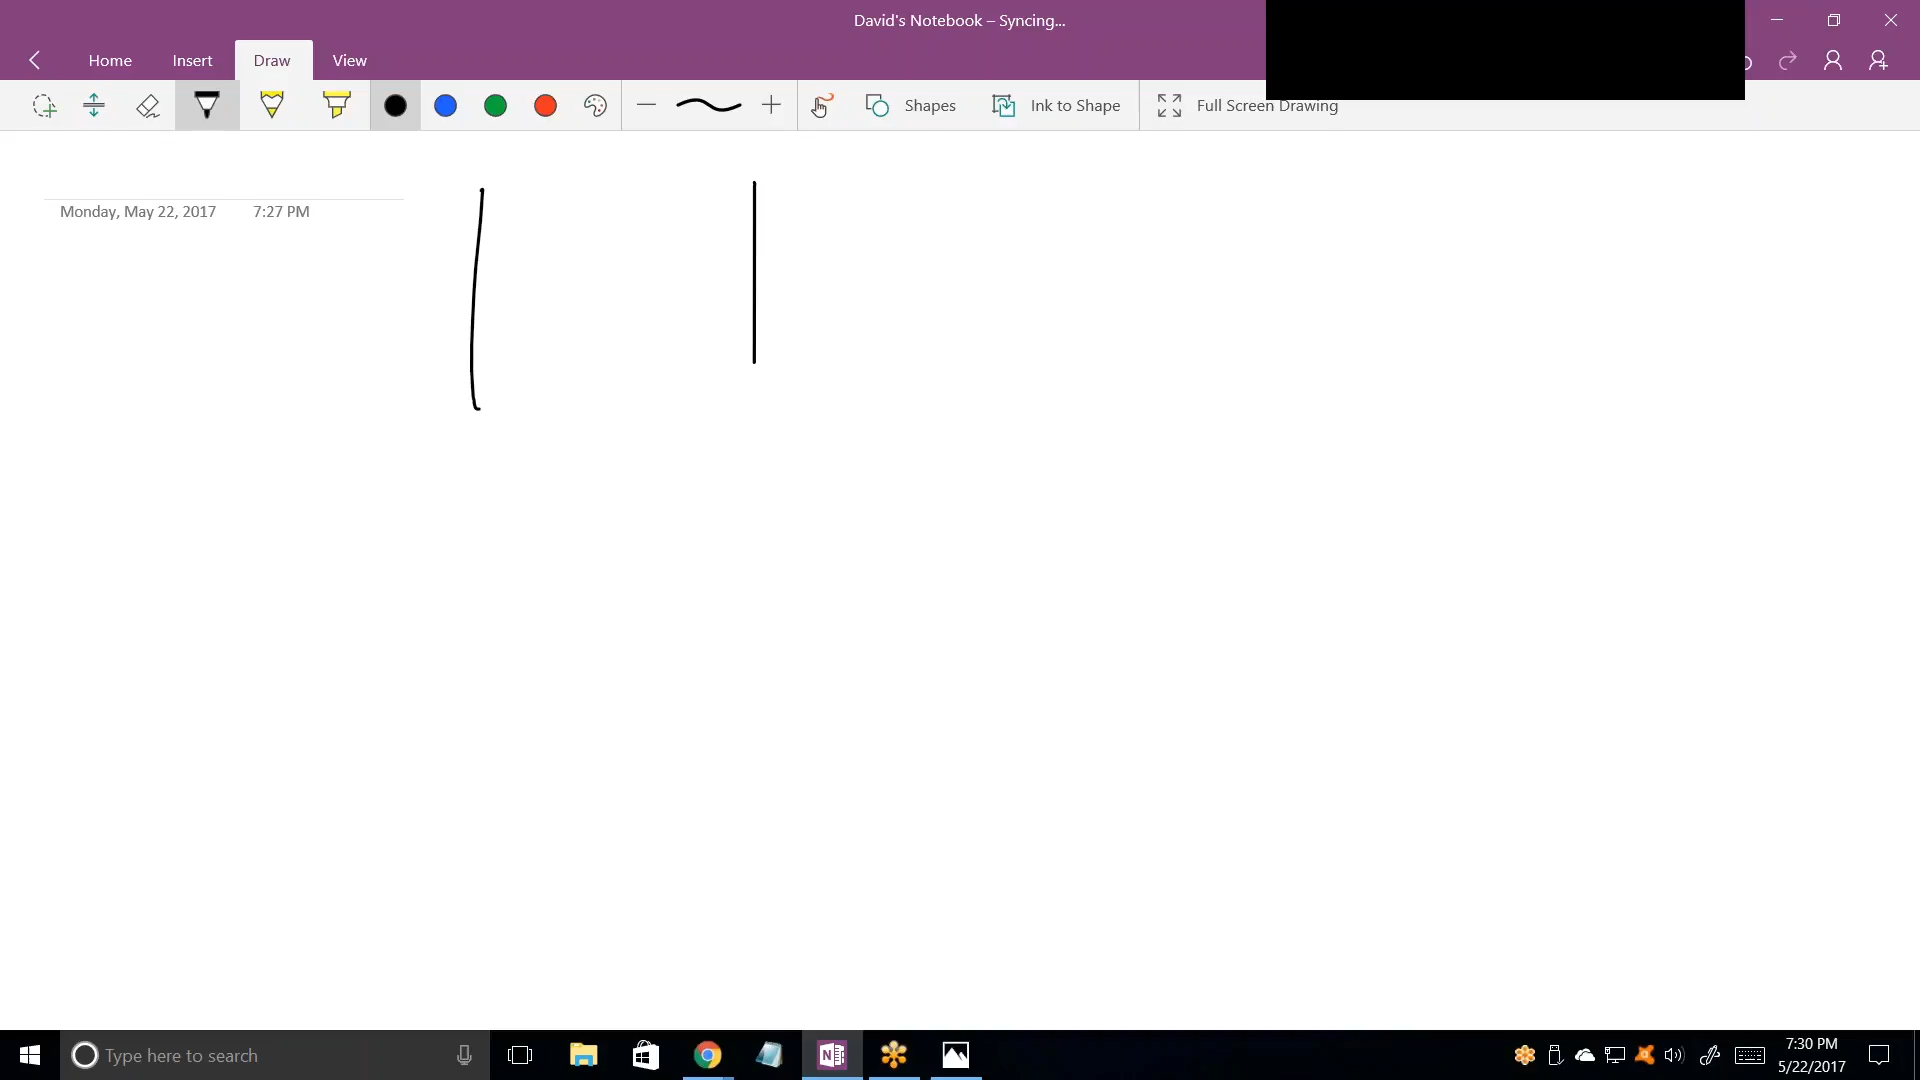 David's Notebook – Syncing...
Home Insert Draw View
Shapes Ink to Shape Full Screen Drawing
Monday, May 22, 2017 7:27 PM
Type here to search
7:30 PM
5/22/2017